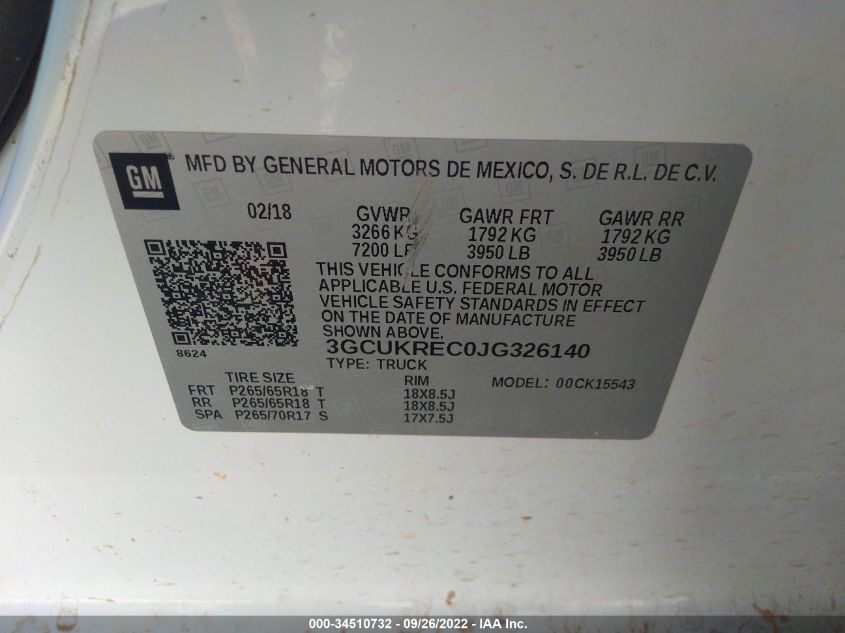 GM
MFD BY GENERAL MOTORS DE MEXICO, S. DE R.L. DE C.V.
02/18 GVWR GAWR FRT GAWR RR
3266 KG 1792 KG 1792 KG
7200 LB 3950 LB 3950 LB
THIS VEHICLE CONFORMS TO ALL
APPLICABLE U.S. FEDERAL MOTOR
VEHICLE SAFETY STANDARDS IN EFFECT
ON THE DATE OF MANUFACTURE
SHOWN ABOVE.
8624 3GCUKREC0JG326140
TYPE: TRUCK
TIRE SIZE RIM MODEL: 00CK15543
FRT P265/65R18 T 18X8.5J
RR P265/65R18 T 18X8.5J
SPA P265/70R17 S 17X7.5J
000-34510732 - 09/26/2022 - IAA Inc.